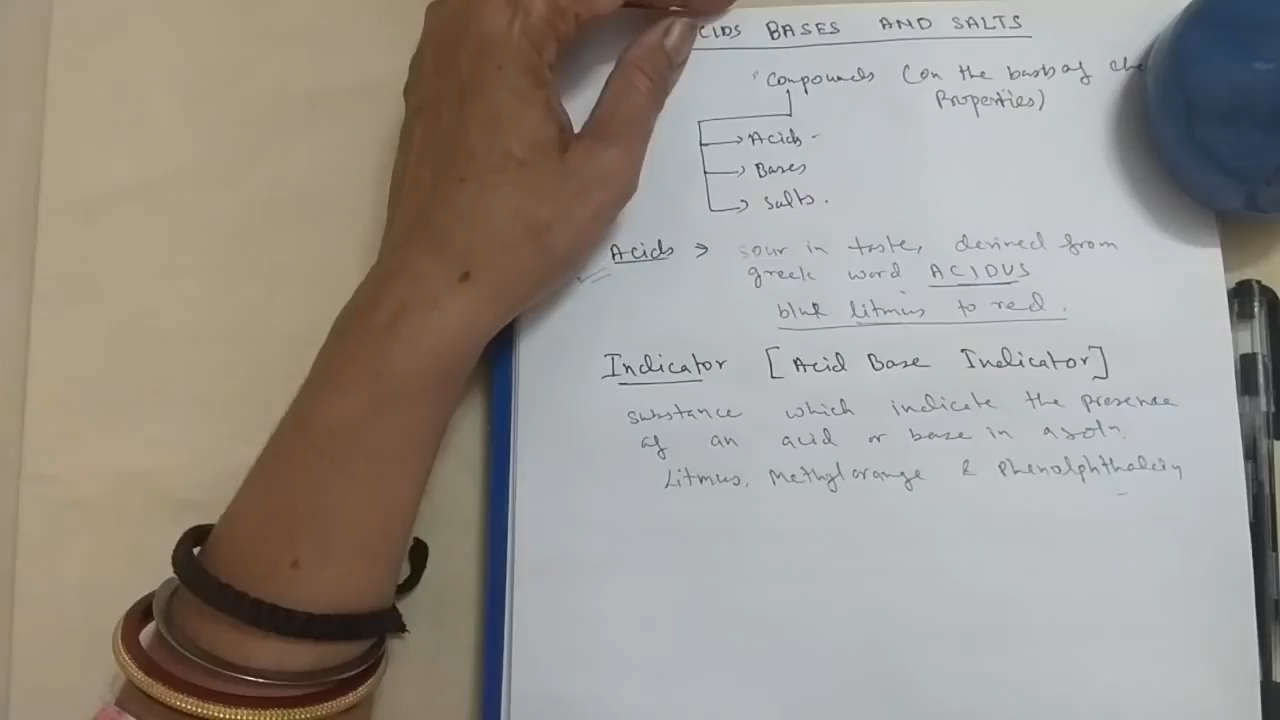 CIDS BASES AND SALTS
Compounds (on the basis of che
Properties)
Acids -
Bases
Salts.
Acids → sour in taste, derived from
greek word ACIDUS
blue litmus to red.
Indicator [Acid Base Indicator]
substance which indicate the presence
of an acid or base in a soln.
Litmus, Methyl orange & Phenolphthalein